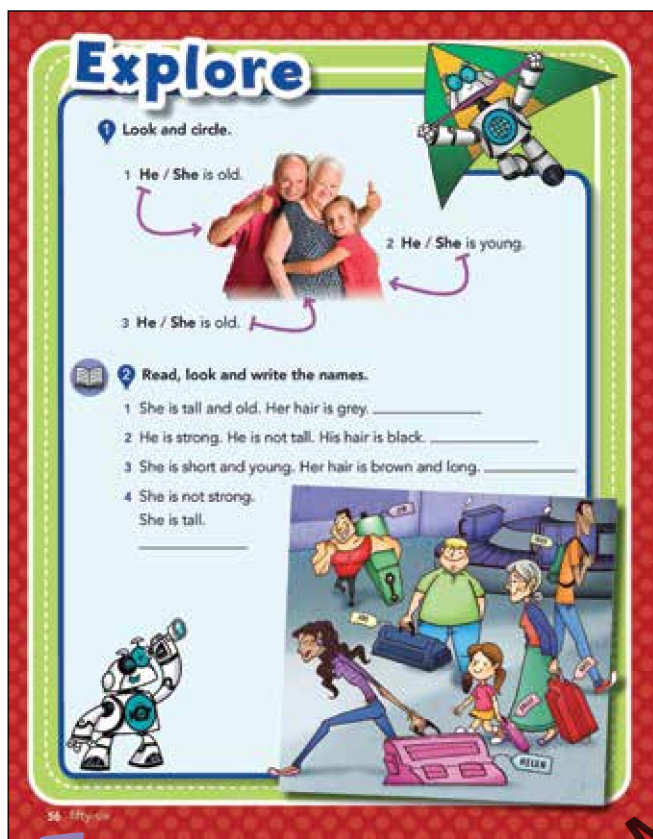 Explore
1 Look and circle.
1 He / She is old.
2 He / She is young.
3 He / She is old.
2 Read, look and write the names.
1 She is tall and old. Her hair is grey.
2 He is strong. He is not tall. His hair is black.
3 She is short and young. Her hair is brown and long.
4 She is not strong.
She is tall.
HELEN
56 fifty-six